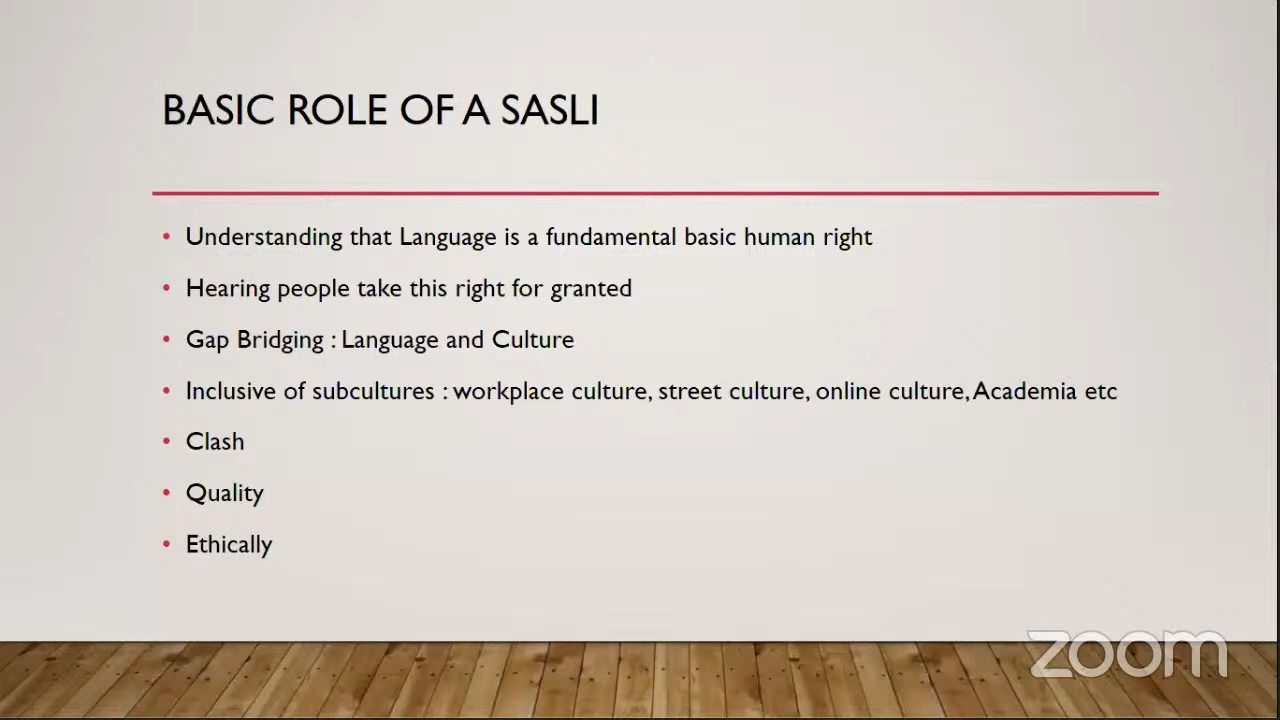 BASIC ROLE OF A SASLI
• Understanding that Language is a fundamental basic human right
• Hearing people take this right for granted
• Gap Bridging : Language and Culture
• Inclusive of subcultures : workplace culture, street culture, online culture, Academia etc
• Clash
• Quality
• Ethically
zoom